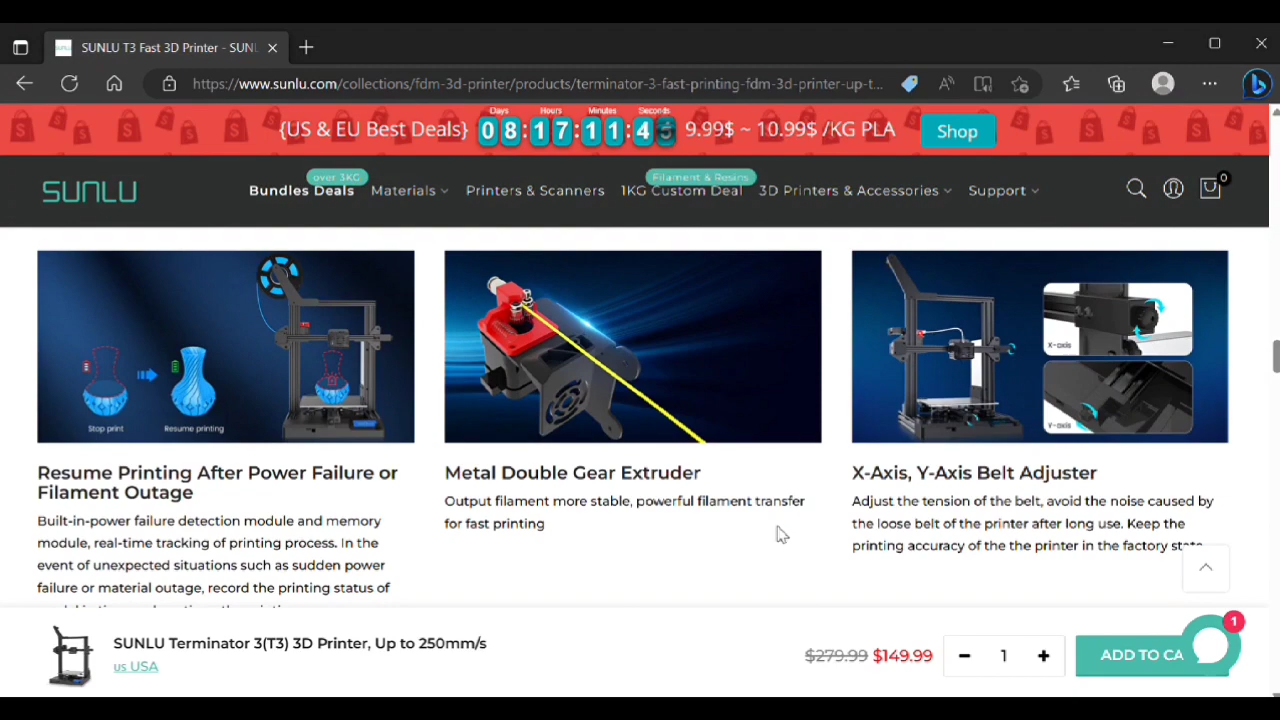 SUNLU T3 Fast 3D Printer - SUNL
https://www.sunlu.com/collections/fdm-3d-printer/products/terminator-3-fast-printing-fdm-3d-printer-up-t...
Days Hours Minutes Seconds
{US & EU Best Deals} 08:17:11:4 9.99$ ~ 10.99$ /KG PLA Shop
over 3KG Filament & Resins
SUNLU Bundles Deals Materials Printers & Scanners 1KG Custom Deal 3D Printers & Accessories Support 0
Stop print Resume printing
X-axis
Y-axis
Resume Printing After Power Failure or
Filament Outage
Built-in-power failure detection module and memory
module, real-time tracking of printing process. In the
event of unexpected situations such as sudden power
failure or material outage, record the printing status of
Metal Double Gear Extruder
Output filament more stable, powerful filament transfer
for fast printing
X-Axis, Y-Axis Belt Adjuster
Adjust the tension of the belt, avoid the noise caused by
the loose belt of the printer after long use. Keep the
printing accuracy of the the printer in the factory state
SUNLU Terminator 3(T3) 3D Printer, Up to 250mm/s
us USA
$279.99 $149.99 - 1 + ADD TO CA
1